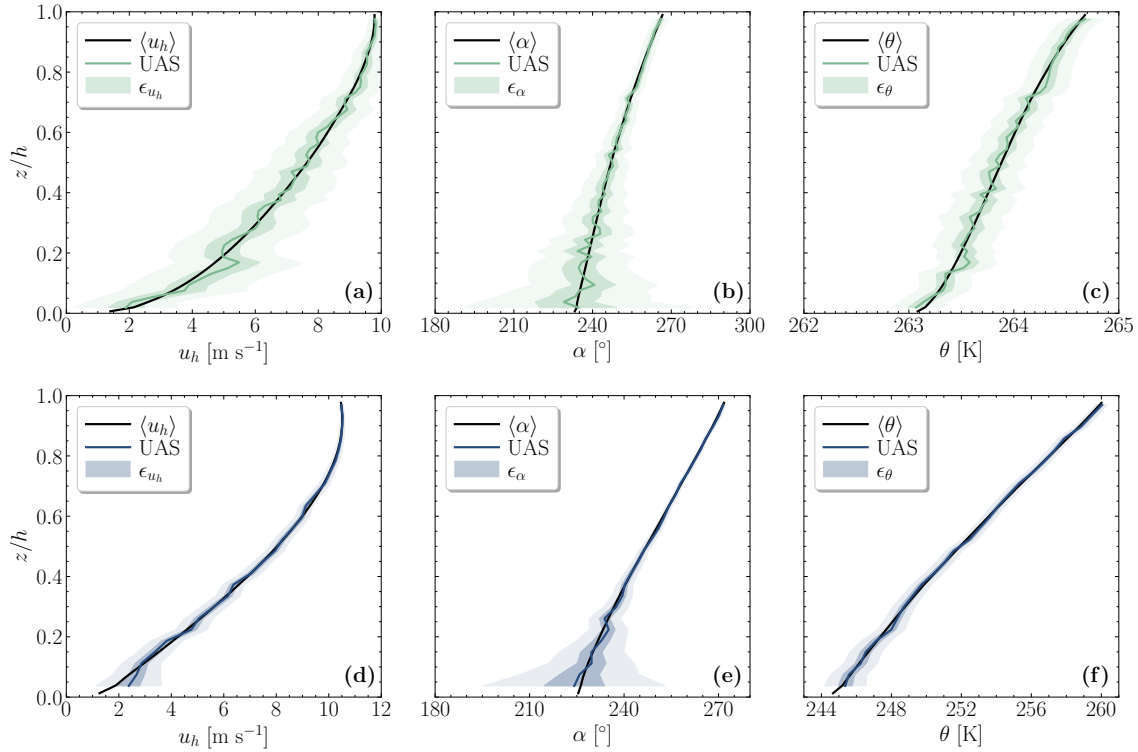 1.0
0.8
0.6
0.4
0.2
0.0
z/h
⟨u_h⟩
UAS
ϵ_{u_h}
(a)
0 2 4 6 8 10
u_h [m s⁻¹]
⟨α⟩
UAS
ϵ_α
(b)
180 210 240 270 300
α [°]
⟨θ⟩
UAS
ϵ_θ
(c)
262 263 264 265
θ [K]
1.0
0.8
0.6
0.4
0.2
0.0
z/h
⟨u_h⟩
UAS
ϵ_{u_h}
(d)
0 2 4 6 8 10 12
u_h [m s⁻¹]
⟨α⟩
UAS
ϵ_α
(e)
180 210 240 270
α [°]
⟨θ⟩
UAS
ϵ_θ
(f)
244 248 252 256 260
θ [K]